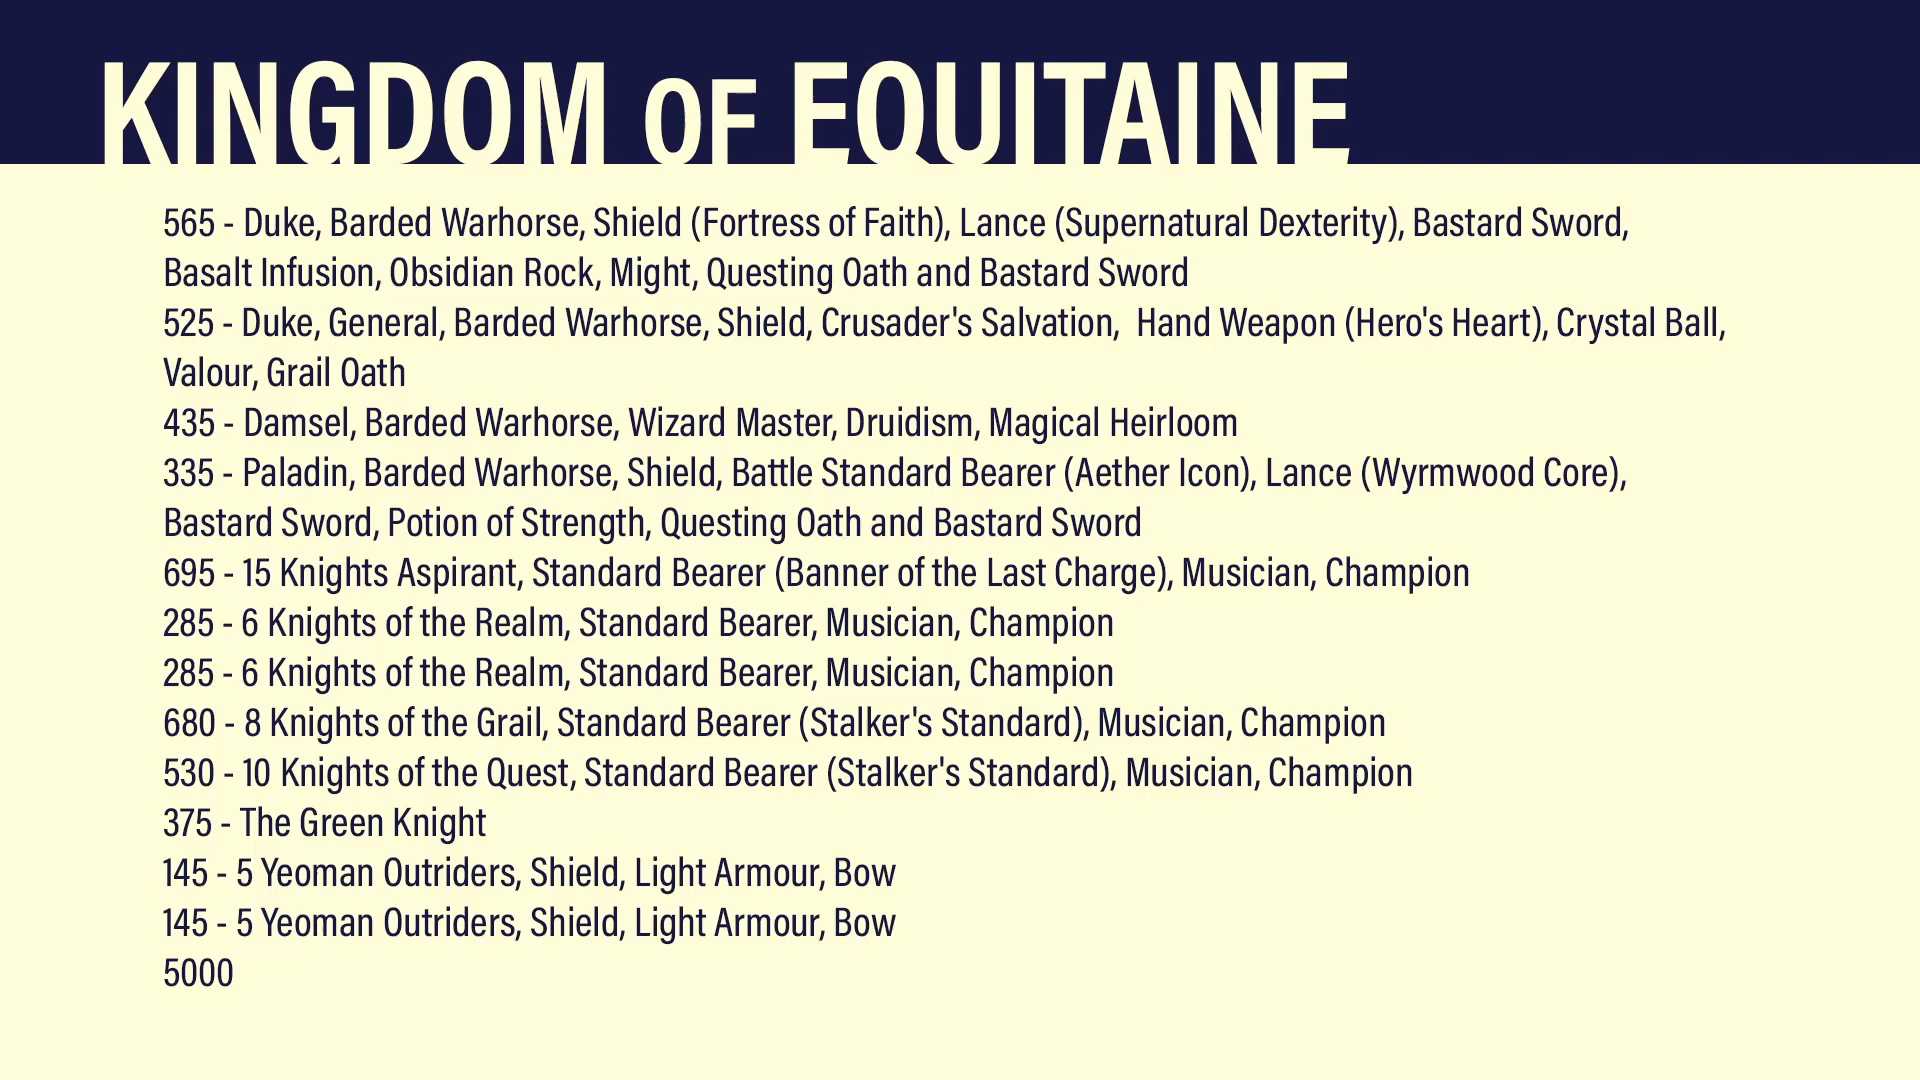 KINGDOM OF EQUITAINE
565 - Duke, Barded Warhorse, Shield (Fortress of Faith), Lance (Supernatural Dexterity), Bastard Sword,
Basalt Infusion, Obsidian Rock, Might, Questing Oath and Bastard Sword
525 - Duke, General, Barded Warhorse, Shield, Crusader's Salvation,  Hand Weapon (Hero's Heart), Crystal Ball,
Valour, Grail Oath
435 - Damsel, Barded Warhorse, Wizard Master, Druidism, Magical Heirloom
335 - Paladin, Barded Warhorse, Shield, Battle Standard Bearer (Aether Icon), Lance (Wyrmwood Core),
Bastard Sword, Potion of Strength, Questing Oath and Bastard Sword
695 - 15 Knights Aspirant, Standard Bearer (Banner of the Last Charge), Musician, Champion
285 - 6 Knights of the Realm, Standard Bearer, Musician, Champion
285 - 6 Knights of the Realm, Standard Bearer, Musician, Champion
680 - 8 Knights of the Grail, Standard Bearer (Stalker's Standard), Musician, Champion
530 - 10 Knights of the Quest, Standard Bearer (Stalker's Standard), Musician, Champion
375 - The Green Knight
145 - 5 Yeoman Outriders, Shield, Light Armour, Bow
145 - 5 Yeoman Outriders, Shield, Light Armour, Bow
5000